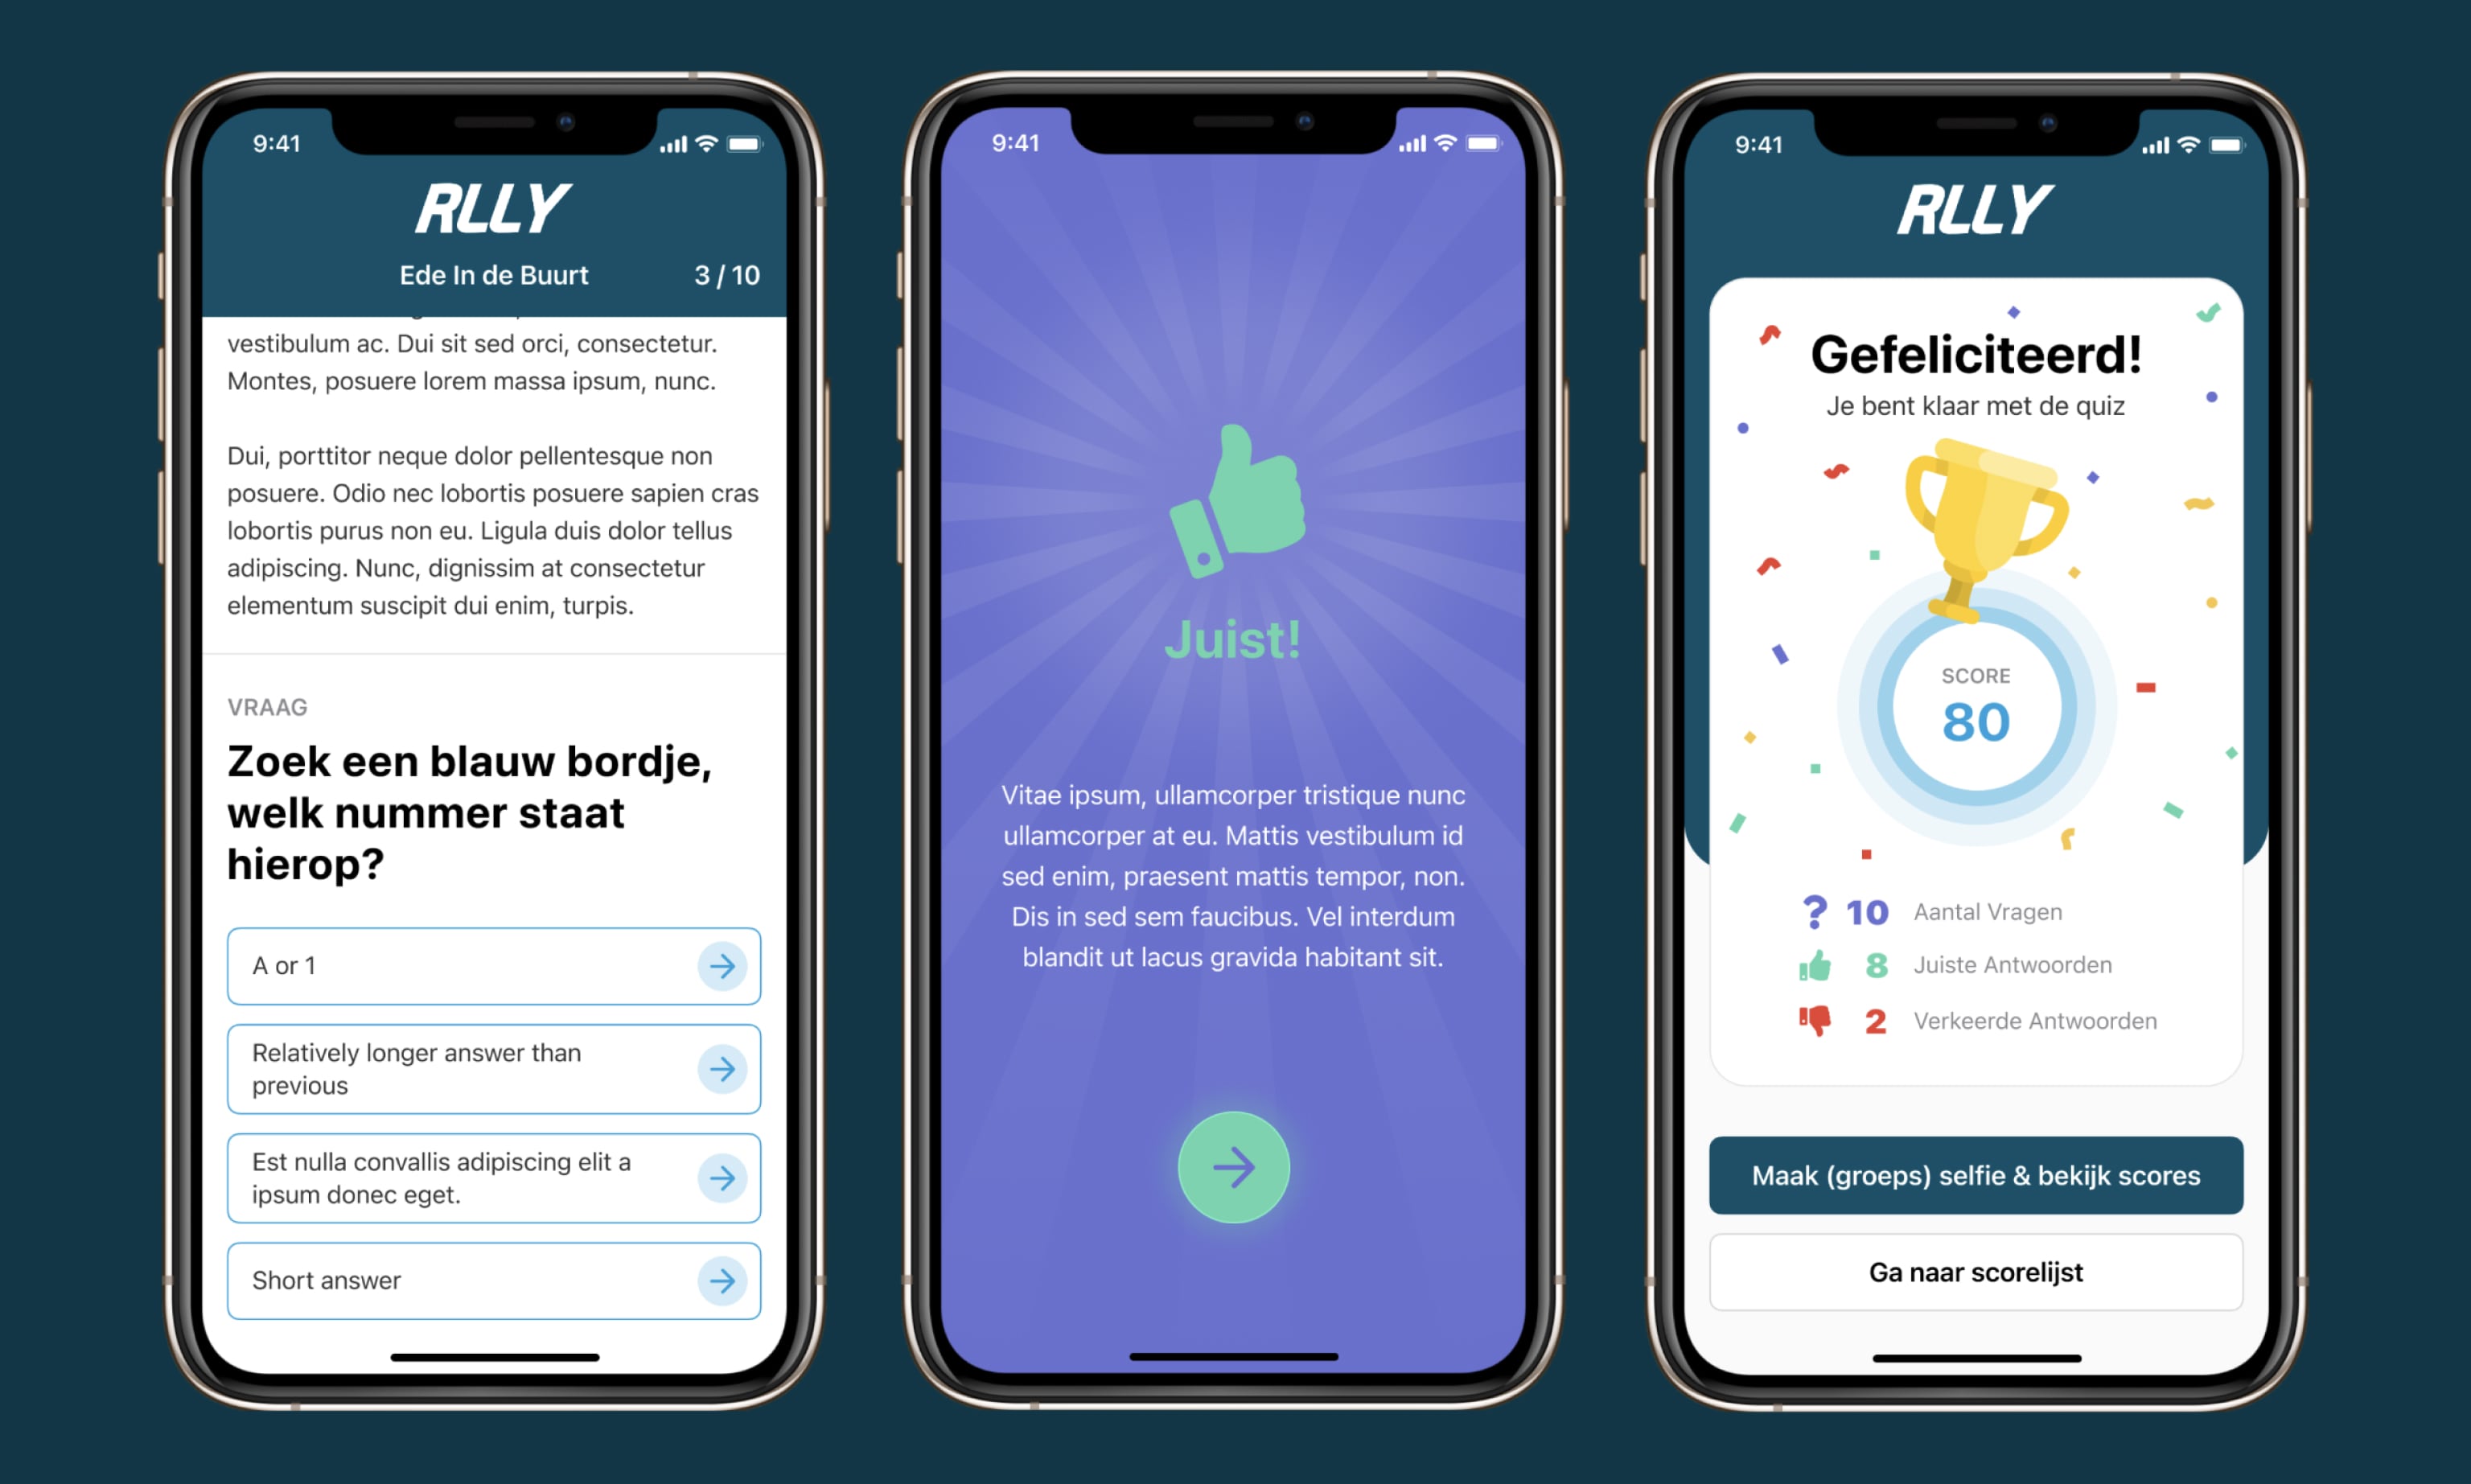 9:41
RLLY
Ede In de Buurt
3 / 10
vestibulum ac. Dui sit sed orci, consectetur.
Montes, posuere lorem massa ipsum, nunc.
Dui, porttitor neque dolor pellentesque non
posuere. Odio nec lobortis posuere sapien cras
lobortis purus non eu. Ligula duis dolor tellus
adipiscing. Nunc, dignissim at consectetur
elementum suscipit dui enim, turpis.
VRAAG
Zoek een blauw bordje,
welk nummer staat
hierop?
A or 1
Relatively longer answer than
previous
Est nulla convallis adipiscing elit a
ipsum donec eget.
Short answer
9:41
Juist!
Vitae ipsum, ullamcorper tristique nunc
ullamcorper at eu. Mattis vestibulum id
sed enim, praesent mattis tempor, non.
Dis in sed sem faucibus. Vel interdum
blandit ut lacus gravida habitant sit.
9:41
RLLY
Gefeliciteerd!
Je bent klaar met de quiz
SCORE
80
? 10 Aantal Vragen
8 Juiste Antwoorden
2 Verkeerde Antwoorden
Maak (groeps) selfie & bekijk scores
Ga naar scorelijst